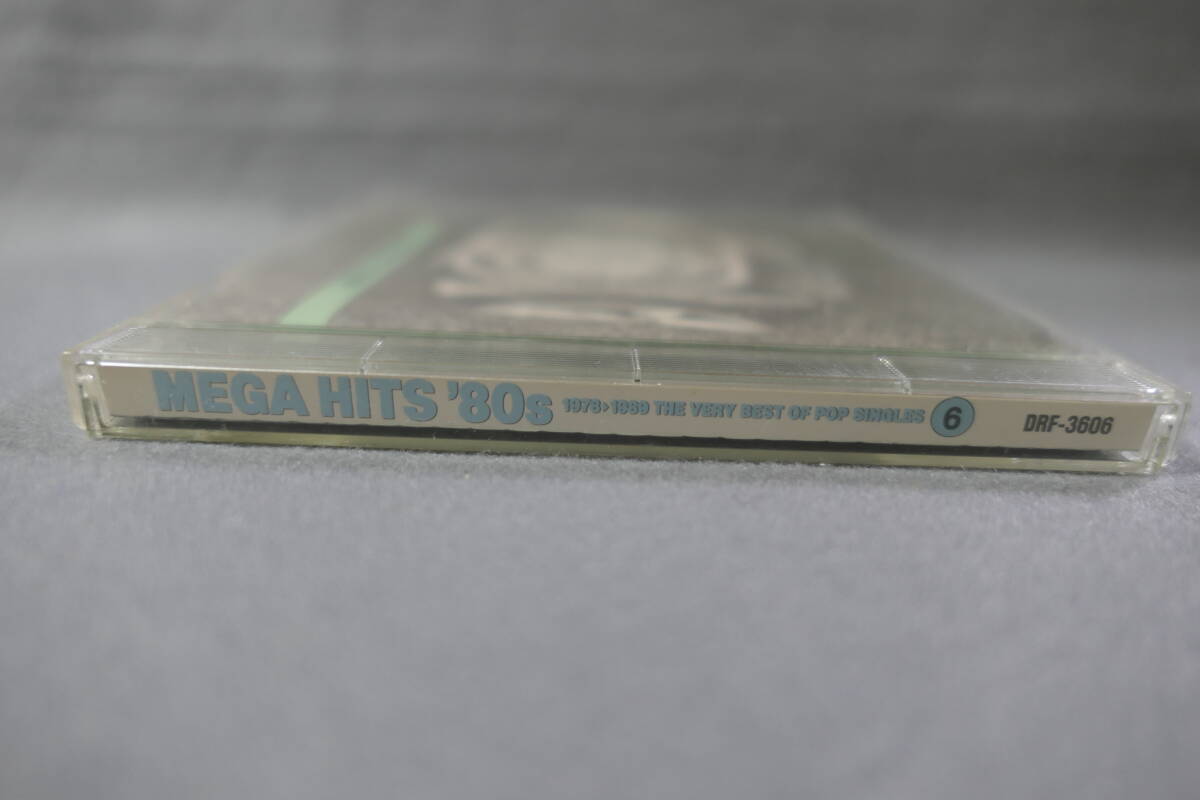 MEGA HITS '80s 1978>1989 THE VERY BEST OF POP SINGLES 6 DRF-3606